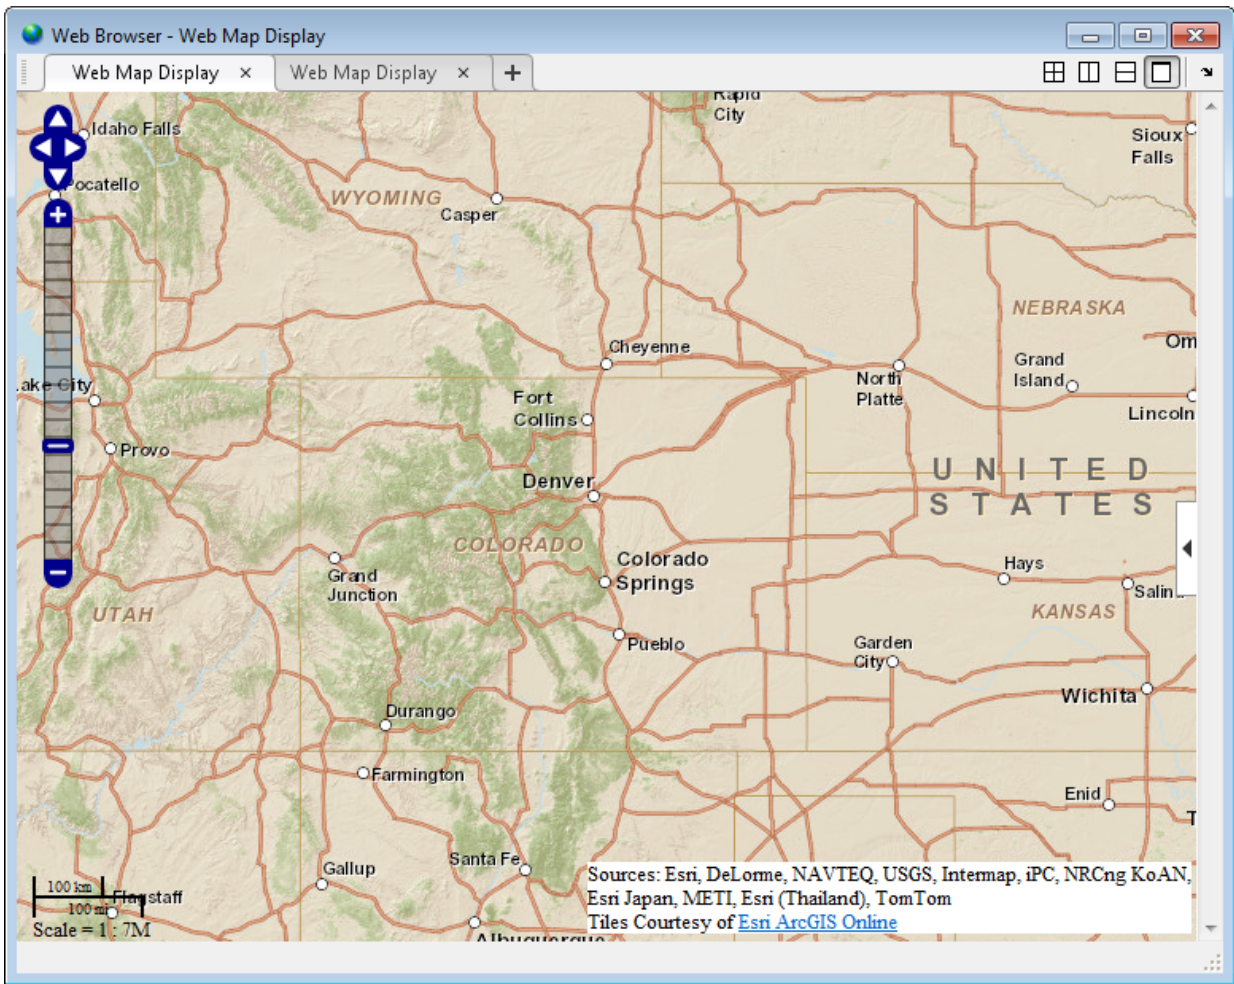 Web Browser - Web Map Display
Web Map Display
Web Map Display
Rapid
City
Idaho Falls
Sioux
Falls
Pocatello
WYOMING
Casper
NEBRASKA
Cheyenne
Om
Grand
Island
North
Platte
Lake City
Fort
Collins
Lincoln
Provo
UNITED
STATES
Denver
COLORADO
Colorado
Springs
Hays
Grand
Junction
Salina
UTAH
KANSAS
Pueblo
Garden
City
Wichita
Durango
Farmington
Enid
T
Santa Fe
Gallup
100 km
Flagstaff
100 mi
Scale = 1 : 7M
Albuquerque
Sources: Esri, DeLorme, NAVTEQ, USGS, Intermap, iPC, NRCng KoAN,
Esri Japan, METI, Esri (Thailand), TomTom
Tiles Courtesy of Esri ArcGIS Online